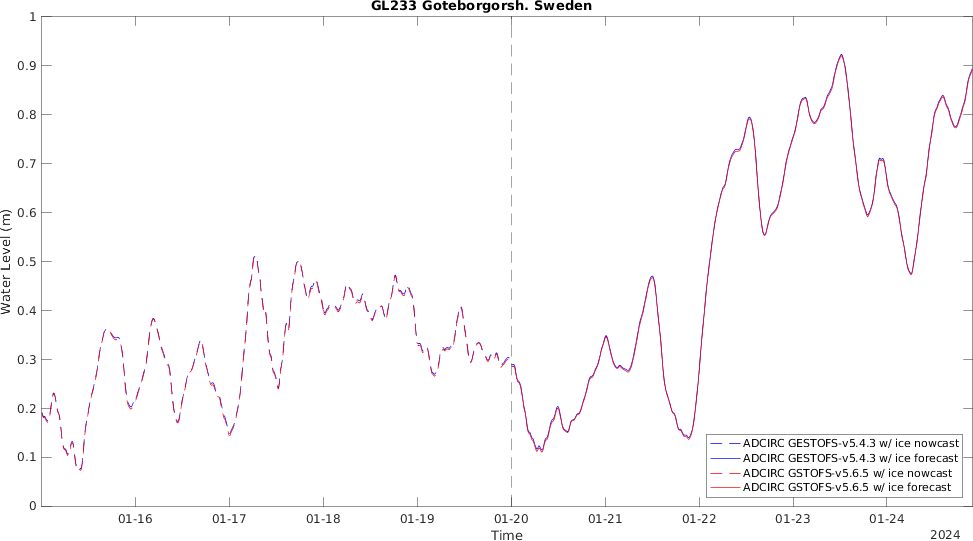 GL233 Goteborgorsh. Sweden
1
0.9
0.8
0.7
0.6
0.5
0.4
0.3
0.2
0.1
0
Water Level (m)
01-16 01-17 01-18 01-19 01-20 01-21 01-22 01-23 01-24
Time
2024
ADCIRC GESTOFS-v5.4.3 w/ ice nowcast
ADCIRC GESTOFS-v5.4.3 w/ ice forecast
ADCIRC GSTOFS-v5.6.5 w/ ice nowcast
ADCIRC GSTOFS-v5.6.5 w/ ice forecast